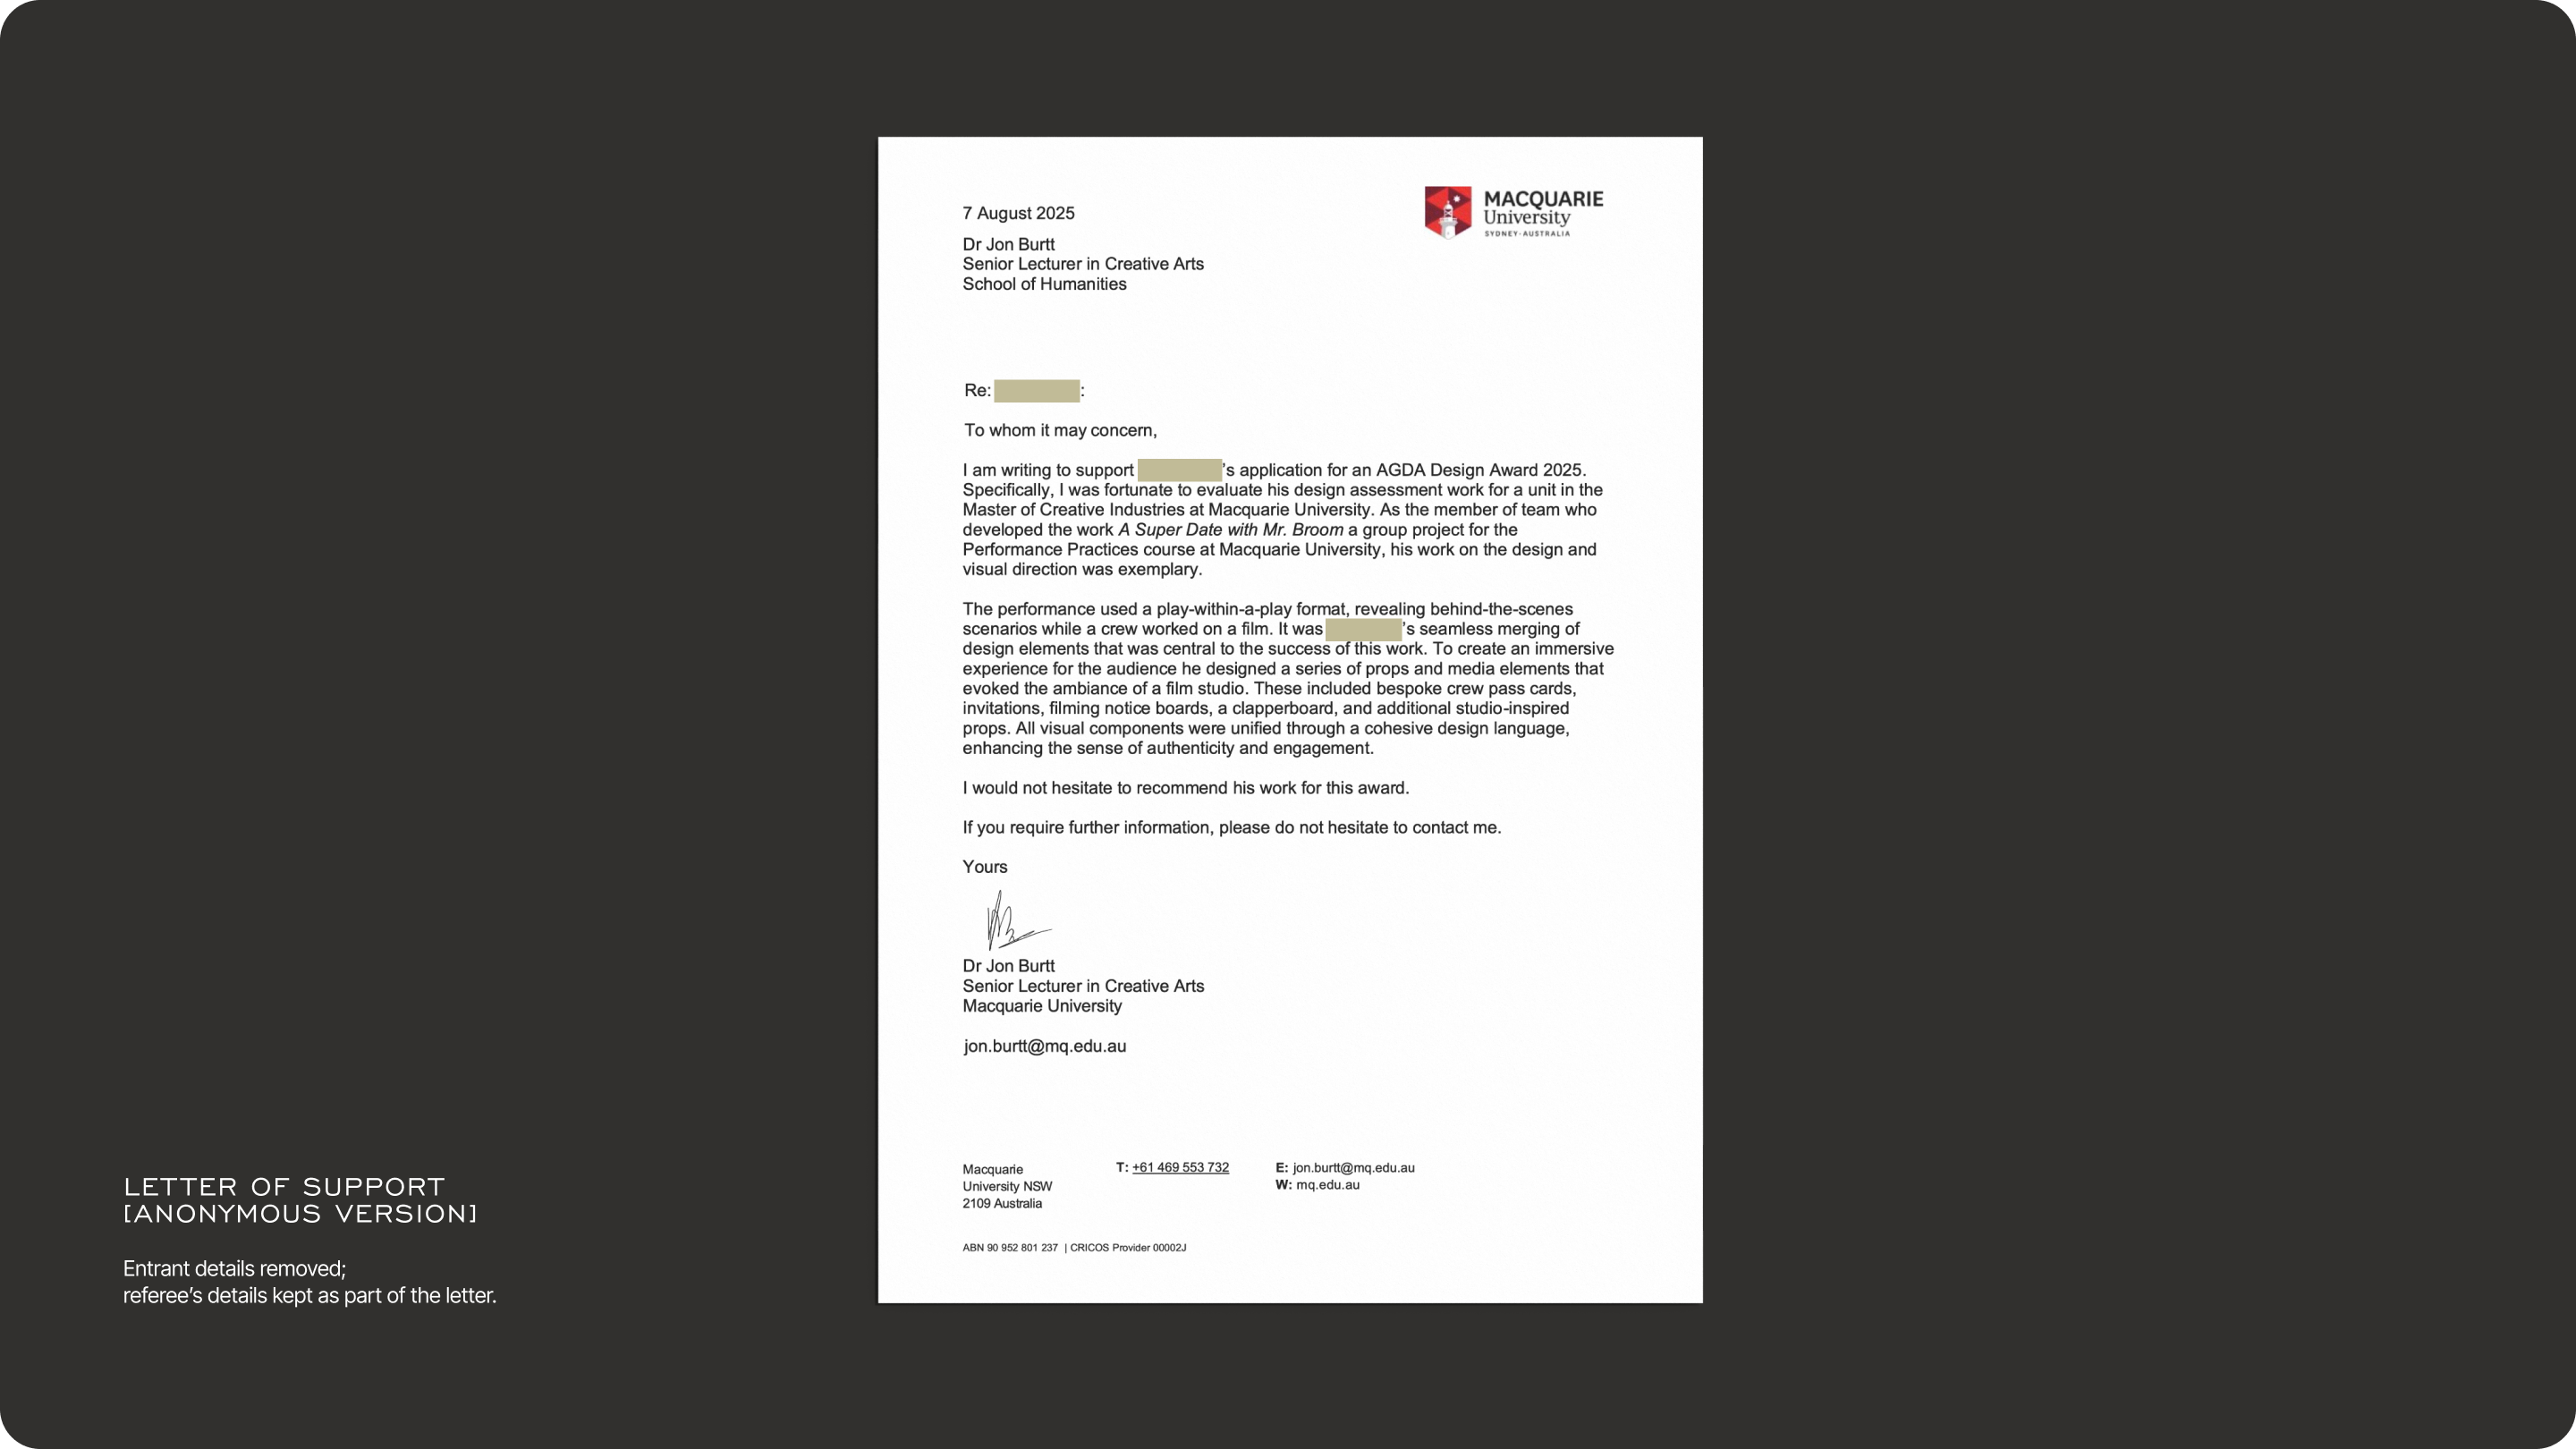 7 August 2025
MACQUARIE
University
SYDNEY·AUSTRALIA
Dr Jon Burtt
Senior Lecturer in Creative Arts
School of Humanities
Re: :
To whom it may concern,
I am writing to support 's application for an AGDA Design Award 2025.
Specifically, I was fortunate to evaluate his design assessment work for a unit in the
Master of Creative Industries at Macquarie University. As the member of team who
developed the work A Super Date with Mr. Broom a group project for the
Performance Practices course at Macquarie University, his work on the design and
visual direction was exemplary.
The performance used a play-within-a-play format, revealing behind-the-scenes
scenarios while a crew worked on a film. It was 's seamless merging of
design elements that was central to the success of this work. To create an immersive
experience for the audience he designed a series of props and media elements that
evoked the ambiance of a film studio. These included bespoke crew pass cards,
invitations, filming notice boards, a clapperboard, and additional studio-inspired
props. All visual components were unified through a cohesive design language,
enhancing the sense of authenticity and engagement.
I would not hesitate to recommend his work for this award.
If you require further information, please do not hesitate to contact me.
Yours
Dr Jon Burtt
Senior Lecturer in Creative Arts
Macquarie University
jon.burtt@mq.edu.au
Macquarie
University NSW
2109 Australia
T: +61 469 553 732
E: jon.burtt@mq.edu.au
W: mq.edu.au
ABN 90 952 801 237 | CRICOS Provider 00002J
LETTER OF SUPPORT
[ANONYMOUS VERSION]
Entrant details removed;
referee's details kept as part of the letter.